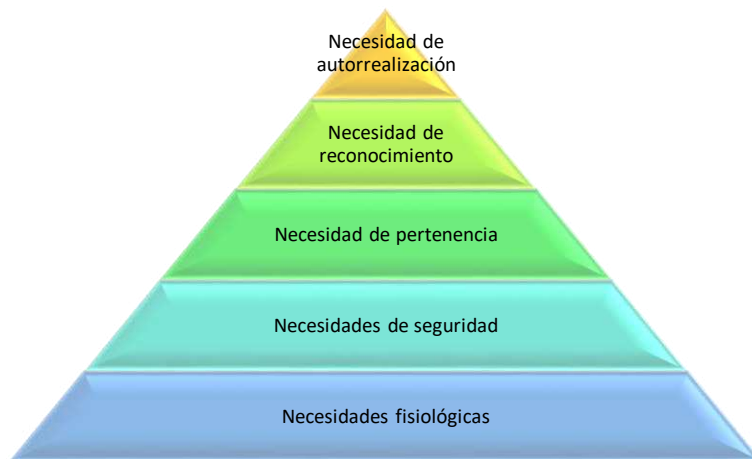 Necesidad de
autorrealización
Necesidad de
reconocimiento
Necesidad de pertenencia
Necesidades de seguridad
Necesidades fisiológicas